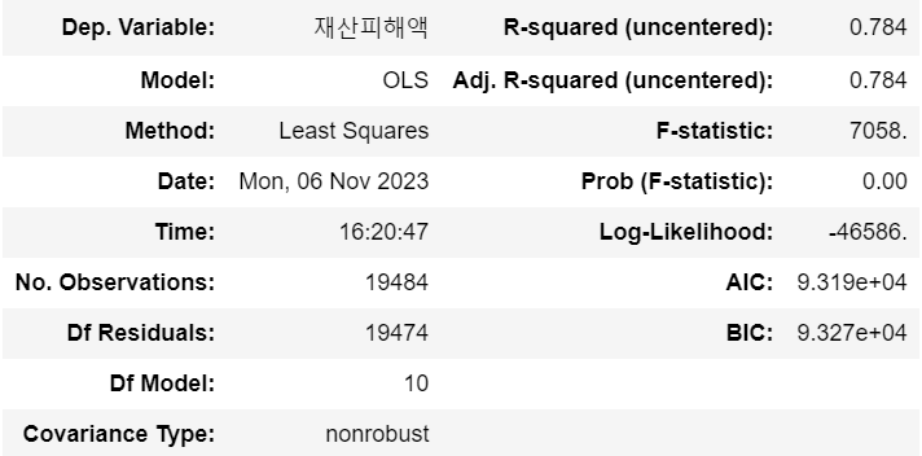 Dep. Variable: 재산피해액 R-squared (uncentered): 0.784
Model: OLS Adj. R-squared (uncentered): 0.784
Method: Least Squares F-statistic: 7058.
Date: Mon, 06 Nov 2023 Prob (F-statistic): 0.00
Time: 16:20:47 Log-Likelihood: -46586.
No. Observations: 19484 AIC: 9.319e+04
Df Residuals: 19474 BIC: 9.327e+04
Df Model: 10
Covariance Type: nonrobust